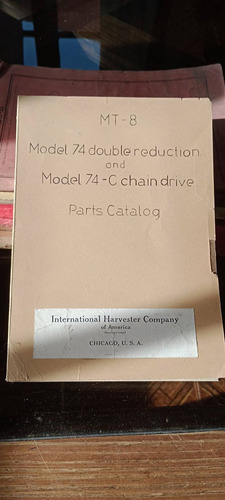 MT-8
Model 74 double reduction
and
Model 74-C chain drive
Parts Catalog
International Harvester Company
of America
CHICAGO, U. S. A.